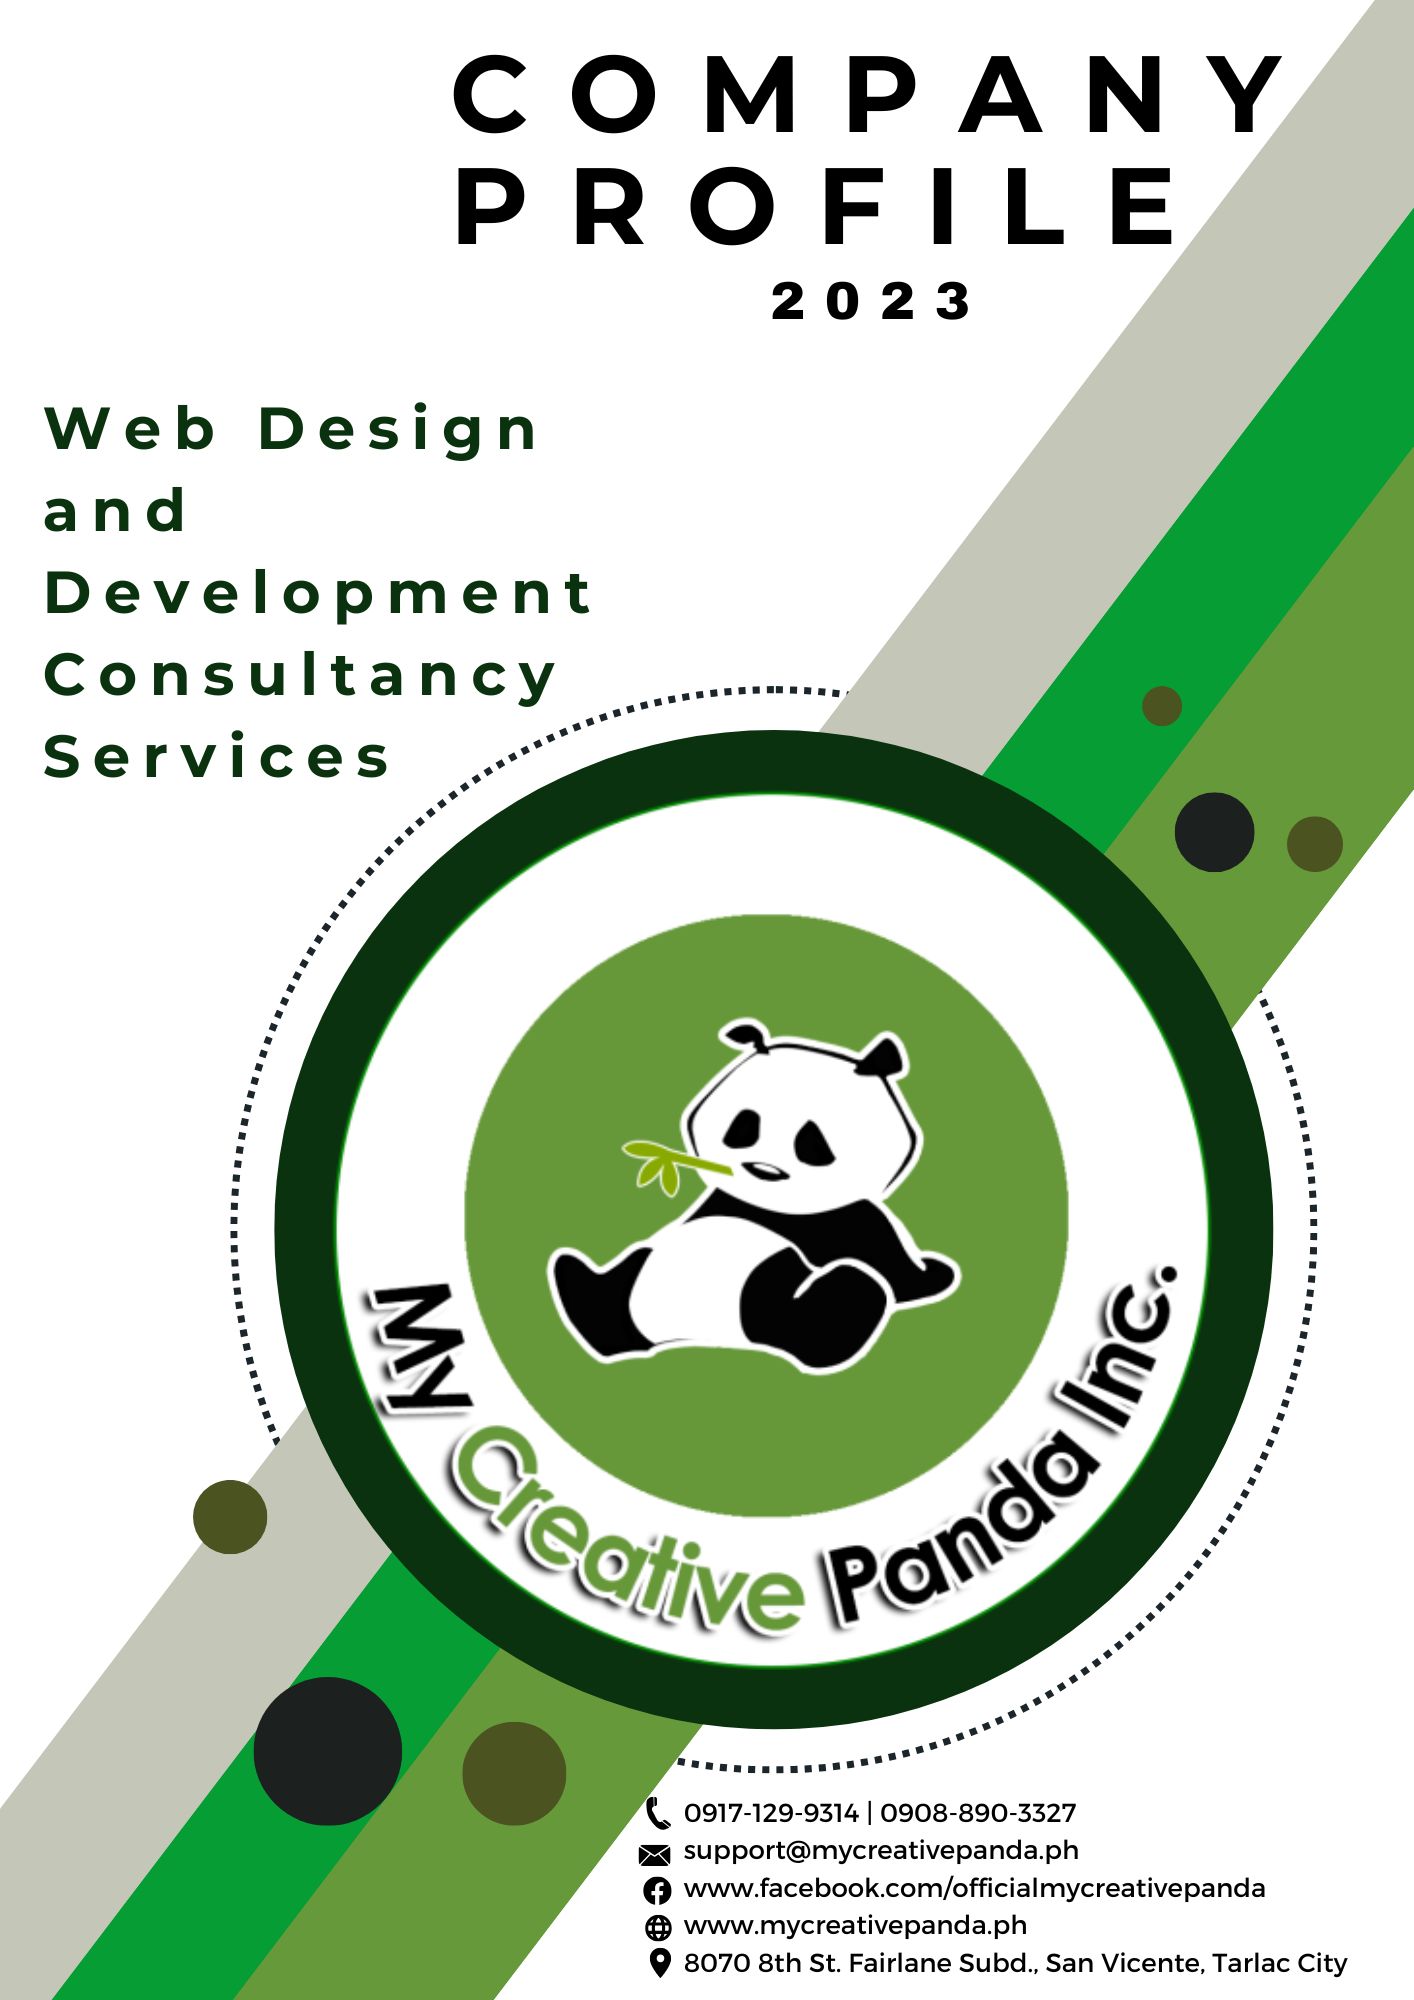 COMPANY
PROFILE
2023
Web Design
and
Development
Consultancy
Services
My Creative Panda Inc.
0917-129-9314 | 0908-890-3327
support@mycreativepanda.ph
www.facebook.com/officialmycreativepanda
www.mycreativepanda.ph
8070 8th St. Fairlane Subd., San Vicente, Tarlac City